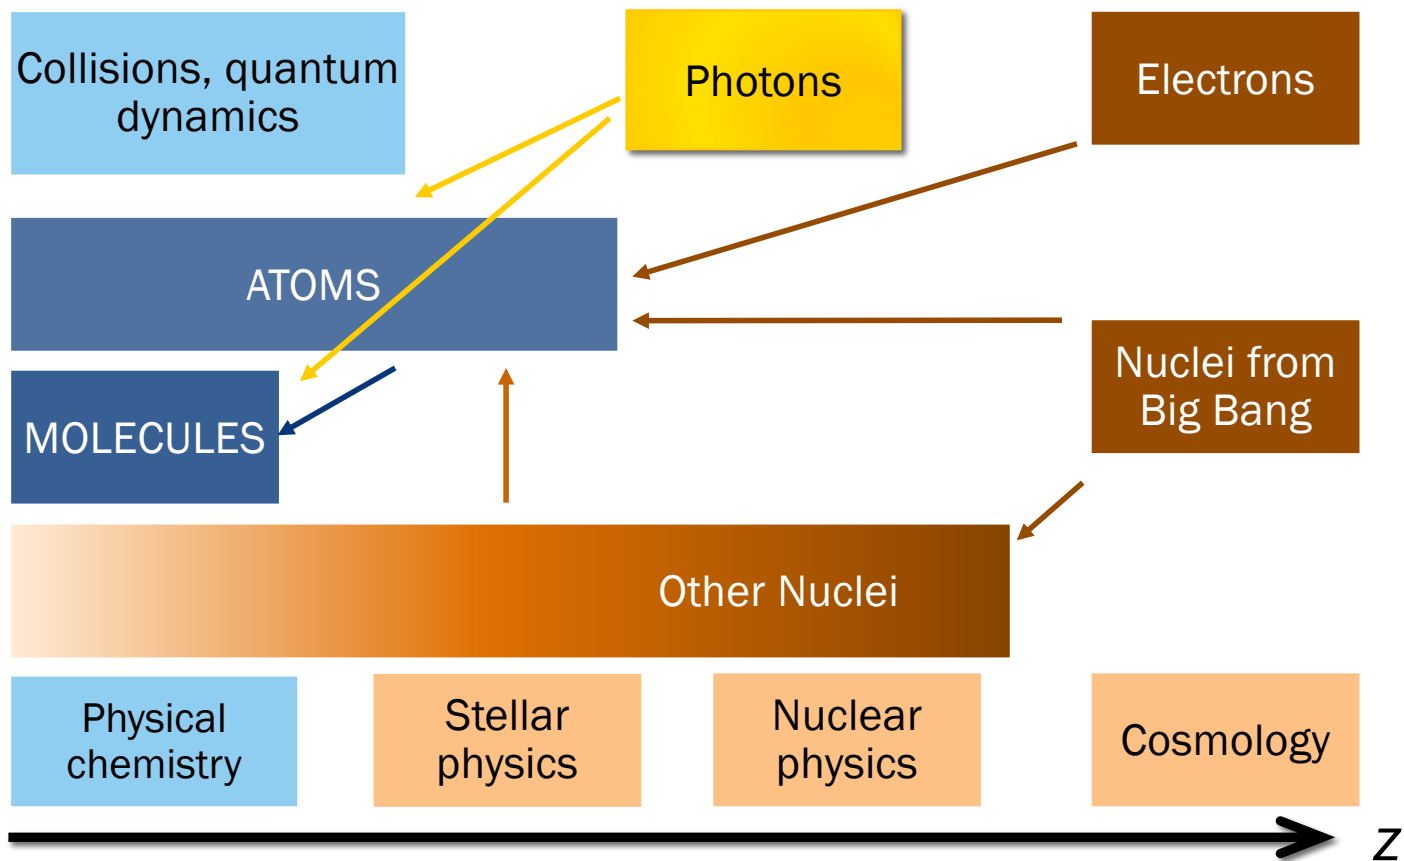 Collisions, quantum
dynamics
Photons
Electrons
ATOMS
Nuclei from
Big Bang
MOLECULES
Other Nuclei
Physical
chemistry
Stellar
physics
Nuclear
physics
Cosmology
z